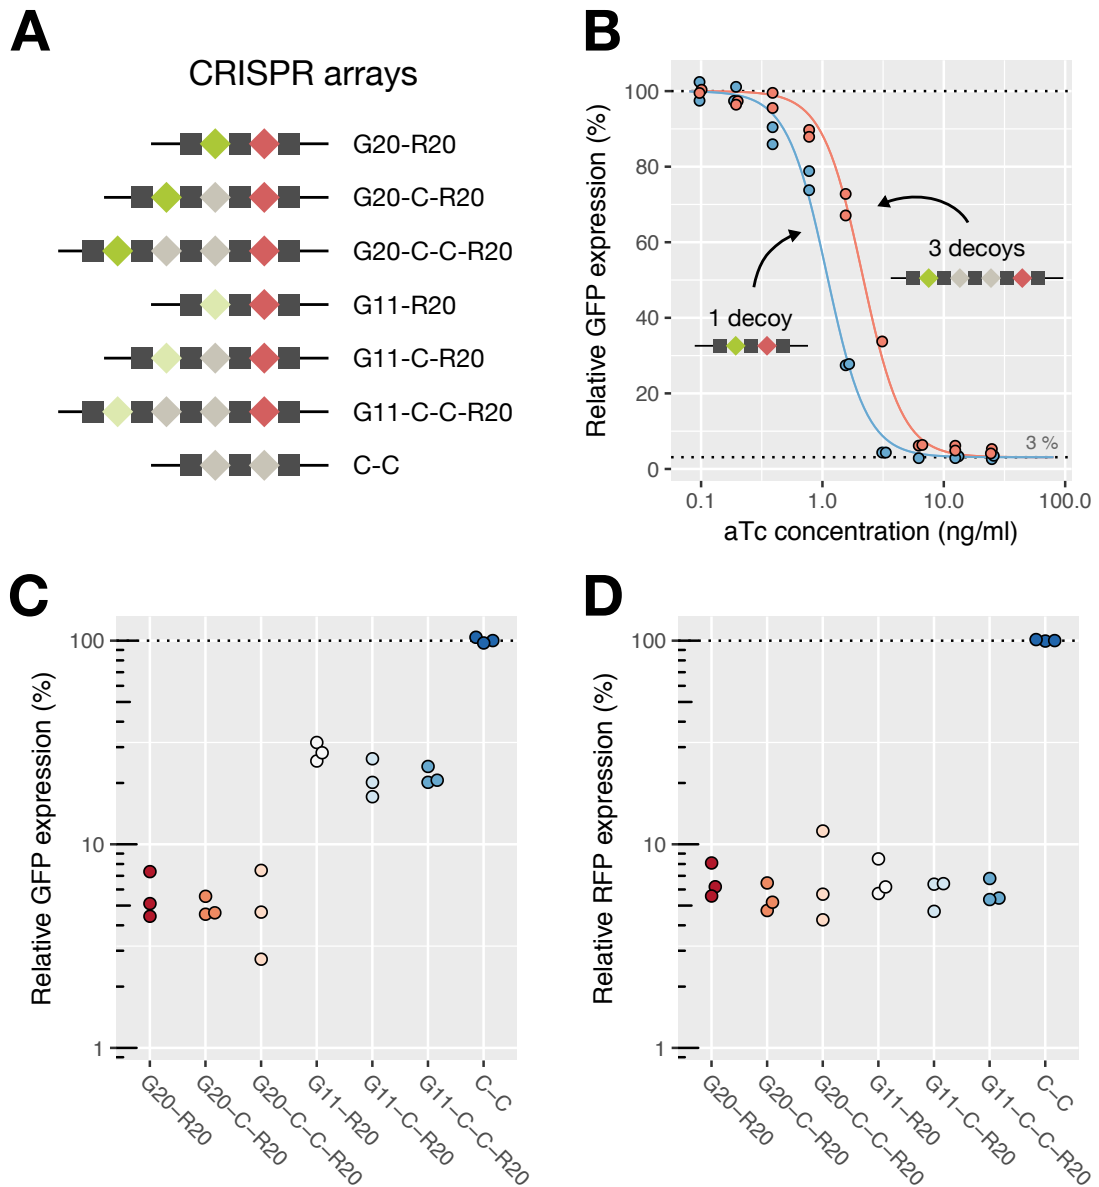 A
CRISPR arrays
G20−R20
G20−C−R20
G20−C−C−R20
G11−R20
G11−C−R20
G11−C−C−R20
C−C
B
Relative GFP expression (%)
100
80
60
40
20
0
3 decoys
1 decoy
3 %
0.1
1.0
10.0
100.0
aTc concentration (ng/ml)
C
Relative GFP expression (%)
100
10
1
G20−R20
G20−C−R20
G20−C−C−R20
G11−R20
G11−C−R20
G11−C−C−R20
C−C
D
Relative RFP expression (%)
100
10
1
G20−R20
G20−C−R20
G20−C−C−R20
G11−R20
G11−C−R20
G11−C−C−R20
C−C